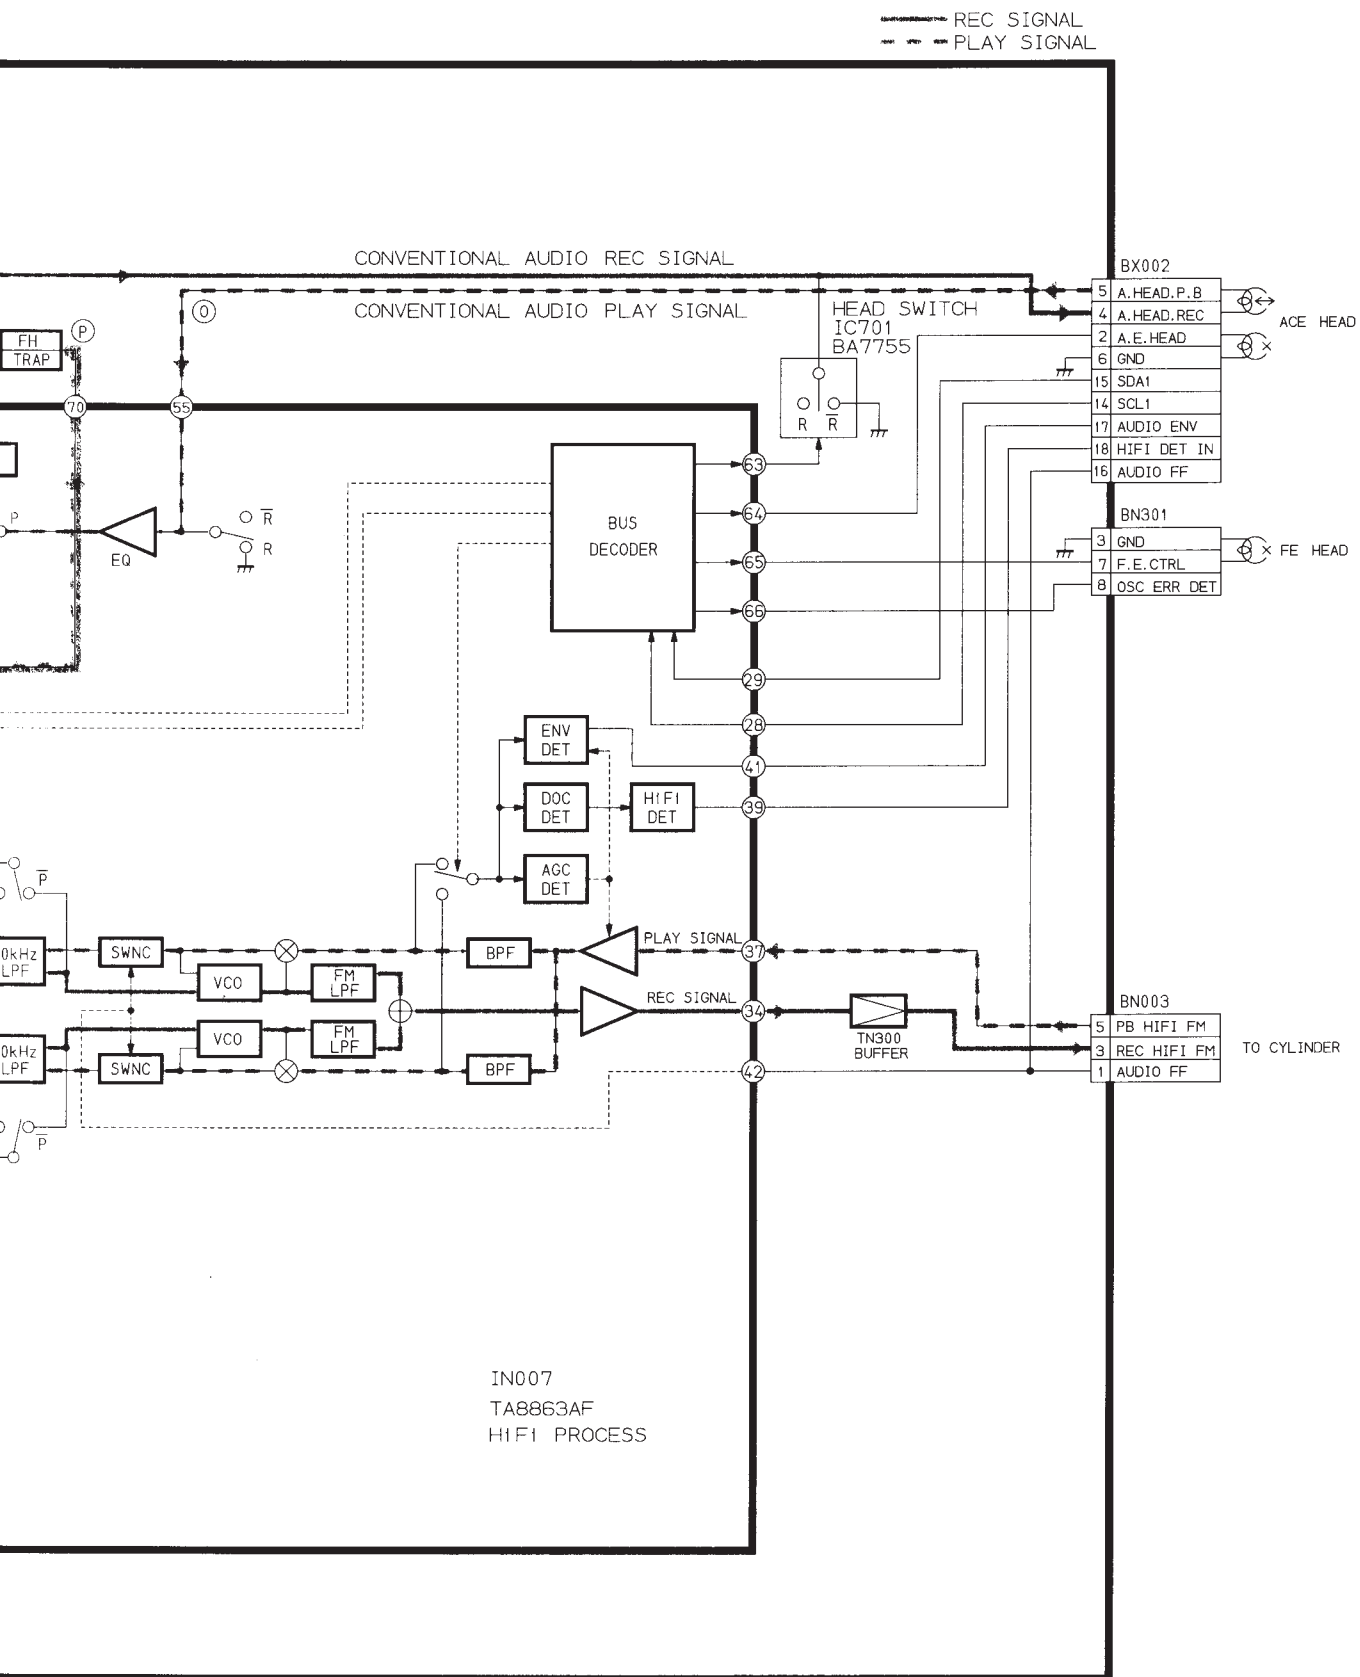 REC SIGNAL
PLAY SIGNAL
CONVENTIONAL AUDIO REC SIGNAL
CONVENTIONAL AUDIO PLAY SIGNAL
O
P
FH
TRAP
70
55
HEAD SWITCH
IC701
BA7755
R R̅
BX002
5 A.HEAD.P.B
4 A.HEAD.REC
2 A.E.HEAD
6 GND
15 SDA1
14 SCL1
17 AUDIO ENV
18 HIFI DET IN
16 AUDIO FF
ACE HEAD
BN301
3 GND
7 F.E.CTRL
8 OSC ERR DET
FE HEAD
P
EQ
R̅
R
BUS
DECODER
63
64
65
66
29
28
41
39
ENV
DET
DOC
DET
HIFI
DET
AGC
DET
P̅
0kHz
LPF
SWNC
VCO
FM
LPF
BPF
PLAY SIGNAL
37
REC SIGNAL
34
TN300
BUFFER
0kHz
LPF
SWNC
VCO
FM
LPF
BPF
42
P̅
BN003
5 PB HIFI FM
3 REC HIFI FM
1 AUDIO FF
TO CYLINDER
IN007
TA8863AF
HIFI PROCESS